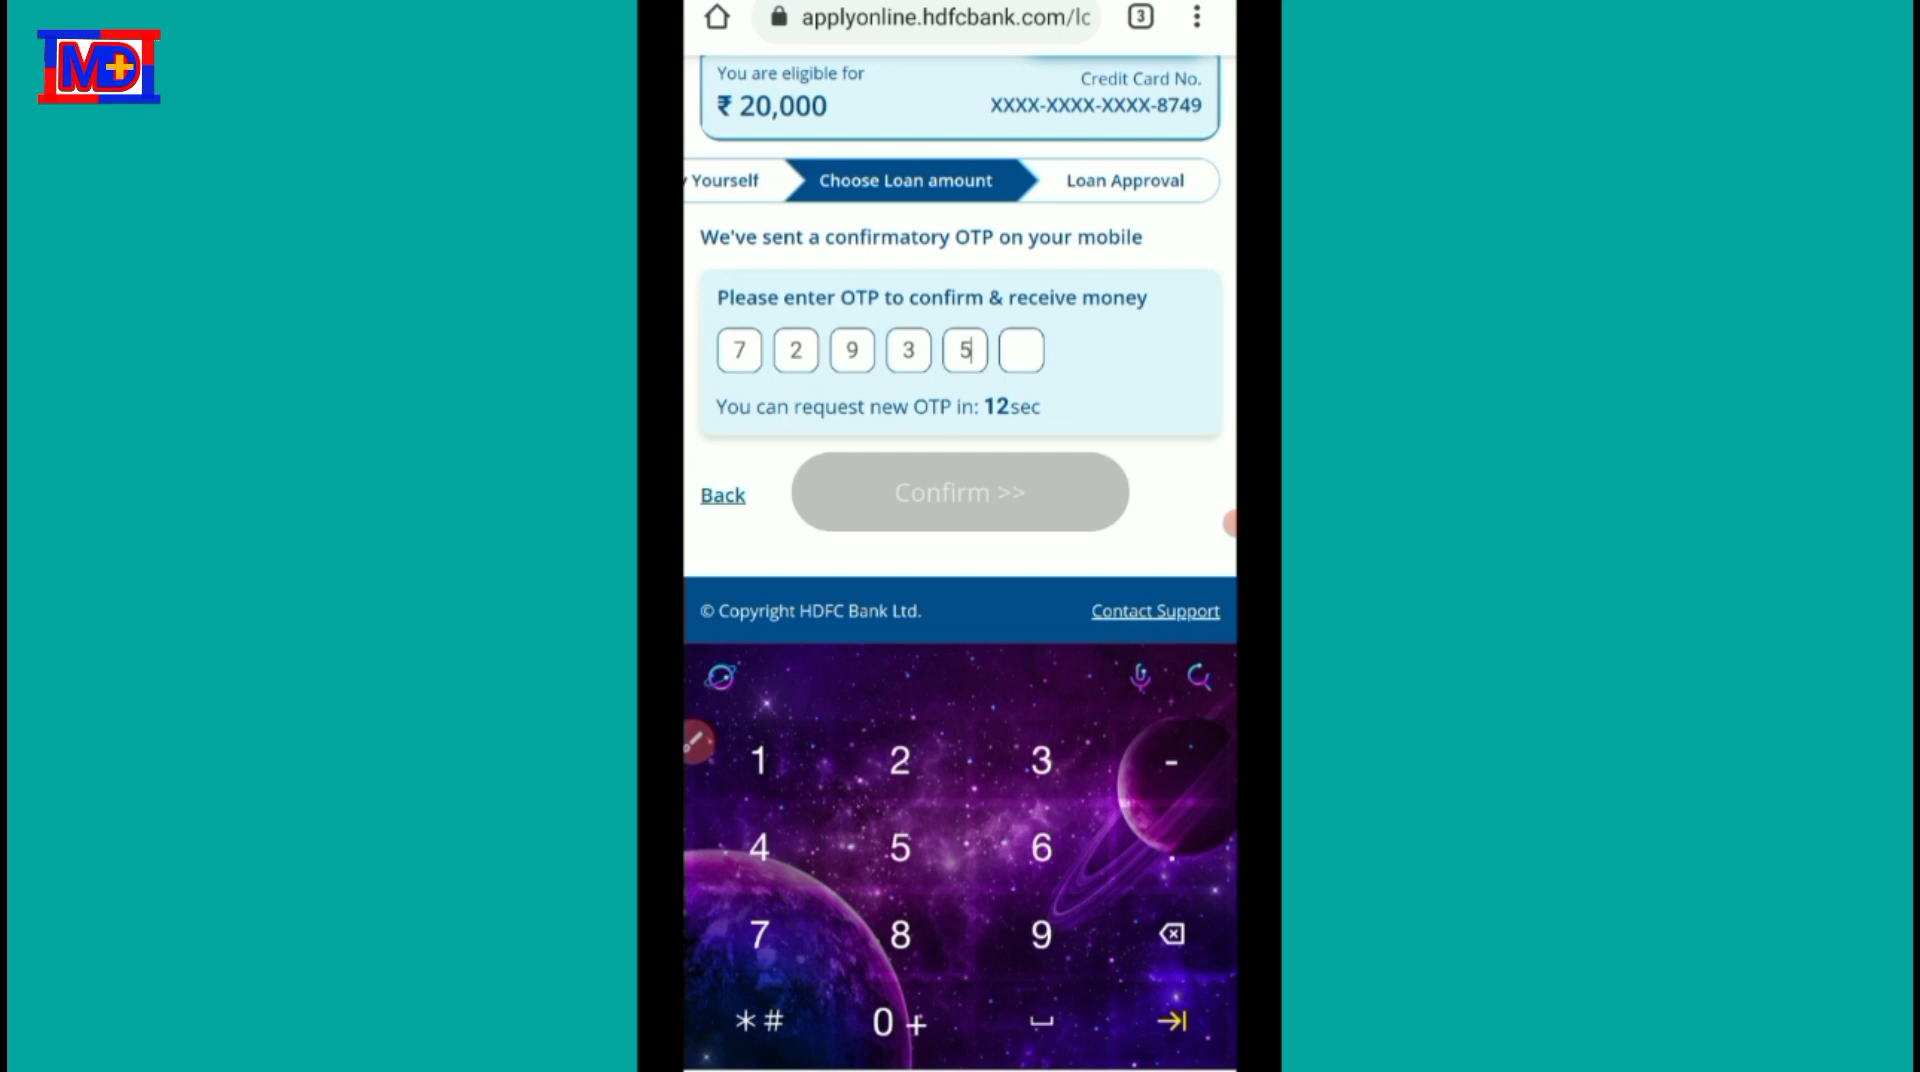 MD+
applyonline.hdfcbank.com/lc
3
You are eligible for
Credit Card No.
₹ 20,000
XXXX-XXXX-XXXX-8749
Yourself
Choose Loan amount
Loan Approval
We've sent a confirmatory OTP on your mobile
Please enter OTP to confirm & receive money
7 2 9 3 5
You can request new OTP in: 12sec
Back
Confirm >>
© Copyright HDFC Bank Ltd.
Contact Support
1 2 3 -
4 5 6 .
7 8 9
*# 0 +